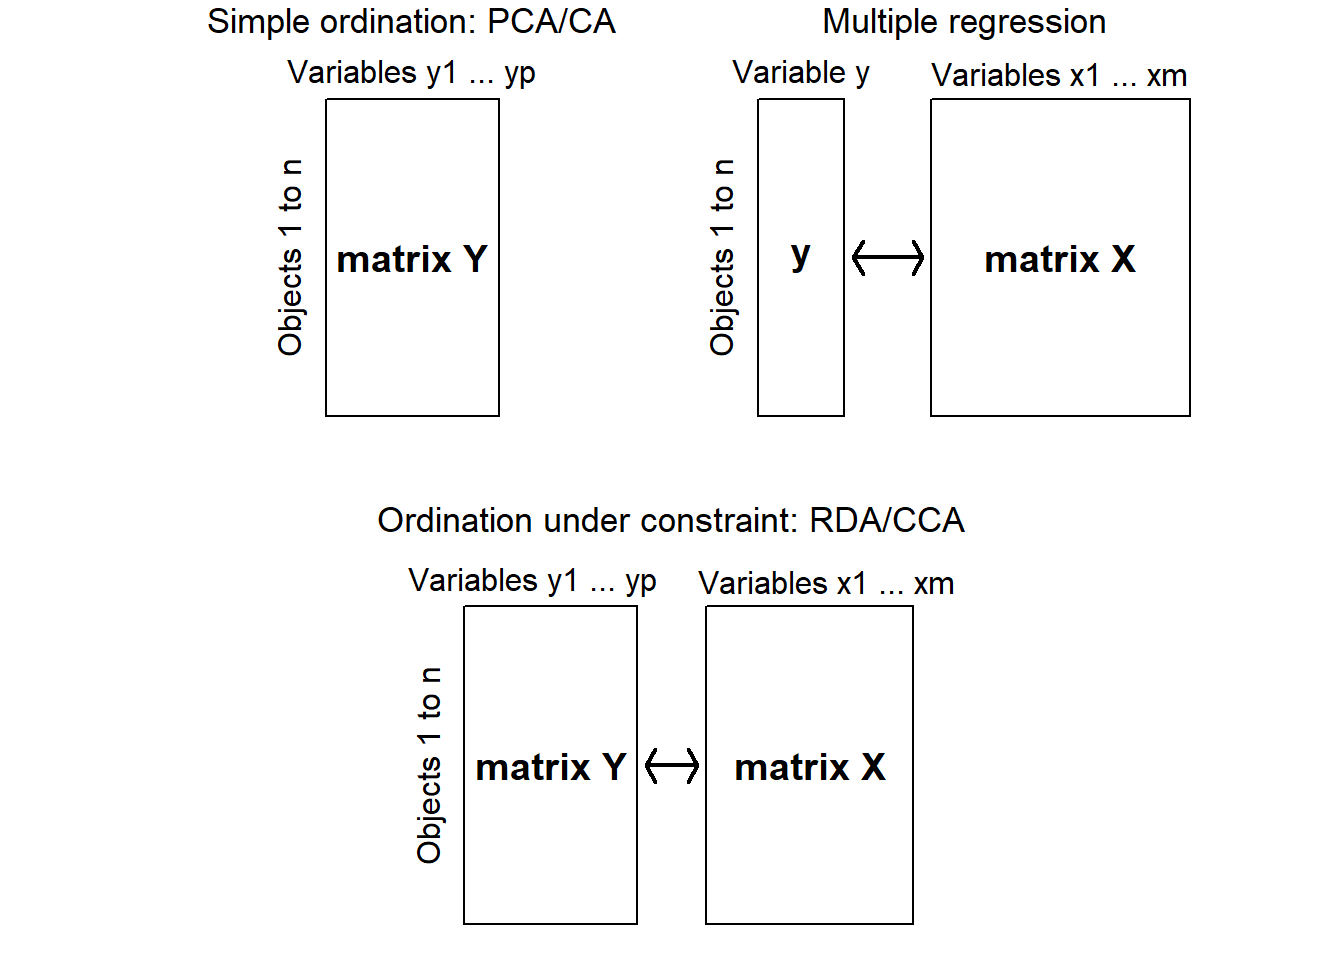 Simple ordination: PCA/CA
Variables y1 ... yp
Objects 1 to n
matrix Y
Multiple regression
Variable y
Variables x1 ... xm
Objects 1 to n
y
matrix X
Ordination under constraint: RDA/CCA
Variables y1 ... yp
Variables x1 ... xm
Objects 1 to n
matrix Y
matrix X